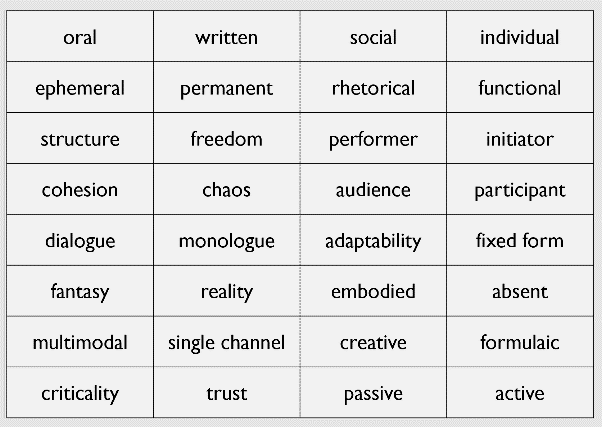 oral written social individual
ephemeral permanent rhetorical functional
structure freedom performer initiator
cohesion chaos audience participant
dialogue monologue adaptability fixed form
fantasy reality embodied absent
multimodal single channel creative formulaic
criticality trust passive active